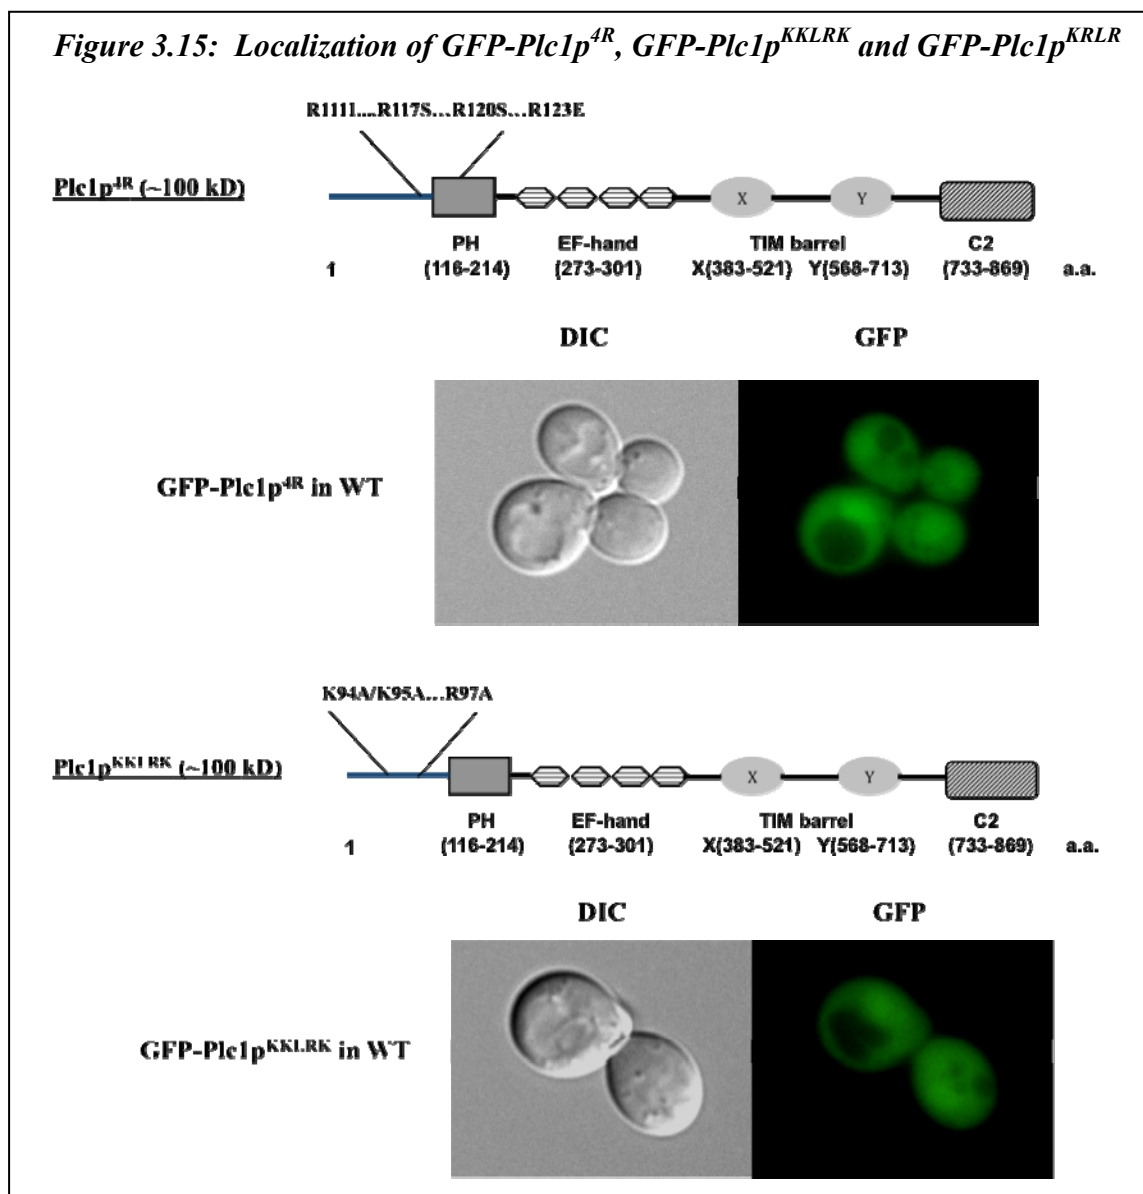 Figure 3.15: Localization of GFP-Plc1p4R, GFP-Plc1pKKLRK and GFP-Plc1pKRLR
R111I....R117S...R120S...R123E
Plc1p4R (~100 kD)
X Y
PH EF-hand TIM barrel C2
1 (116-214) (273-301) X(383-521) Y(568-713) (733-869) a.a.
DIC GFP
GFP-Plc1p4R in WT
K94A/K95A...R97A
Plc1pKKLRK (~100 kD)
X Y
PH EF-hand TIM barrel C2
1 (116-214) (273-301) X(383-521) Y(568-713) (733-869) a.a.
DIC GFP
GFP-Plc1pKKLRK in WT